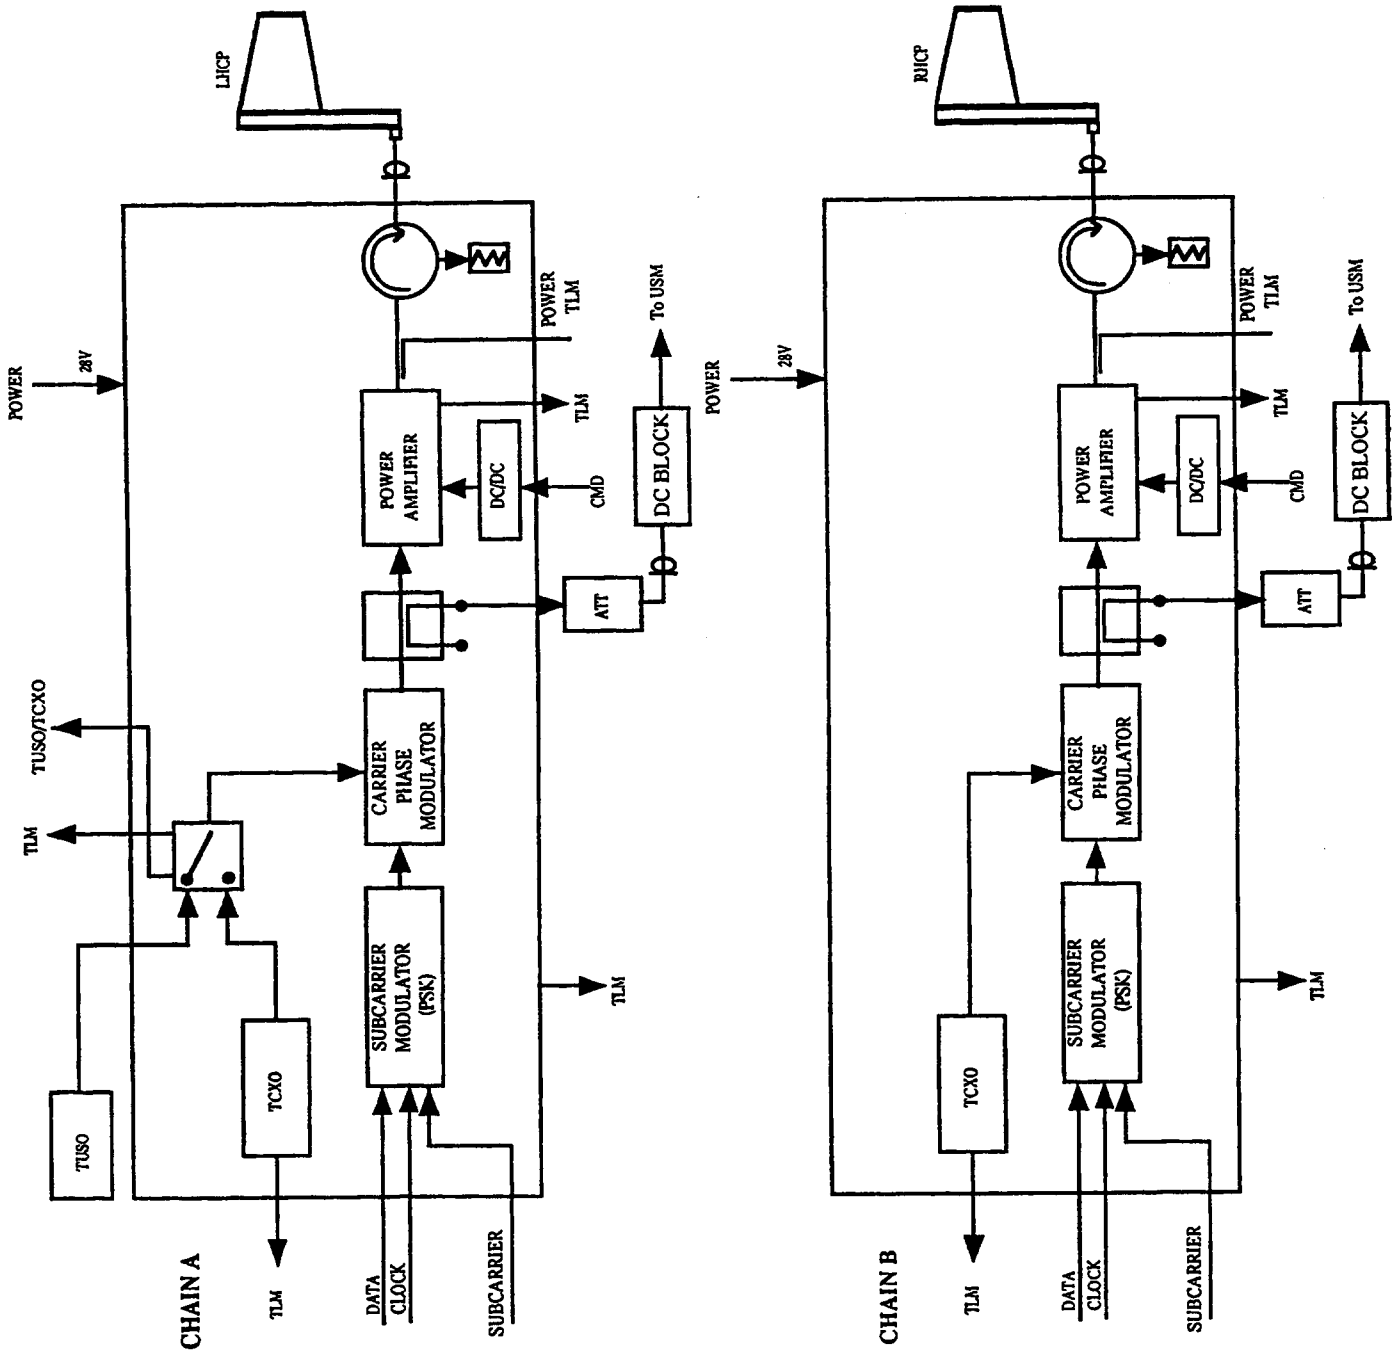 CHAIN A
POWER
28V
TUSO/TCXO
TLM
TUSO
TCXO
TLM
DATA
CLOCK
SUBCARRIER
SUBCARRIER
MODULATOR
(PSK)
CARRIER
PHASE
MODULATOR
POWER
AMPLIFIER
DC/DC
CMD
TLM
POWER
TLM
ATT
DC BLOCK
To USM
TLM
LHCP
CHAIN B
POWER
28V
TCXO
TLM
DATA
CLOCK
SUBCARRIER
SUBCARRIER
MODULATOR
(PSK)
CARRIER
PHASE
MODULATOR
POWER
AMPLIFIER
DC/DC
CMD
TLM
POWER
TLM
ATT
DC BLOCK
To USM
TLM
RHCP